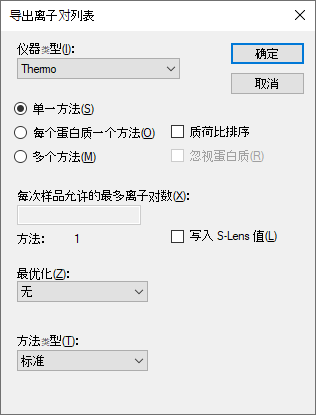 导出离子对列表
仪器类型(I):
Thermo
确定
取消
单一方法(S)
每个蛋白质一个方法(O)
质荷比排序
多个方法(M)
忽视蛋白质(R)
每次样品允许的最多离子对数(X):
方法: 1
写入 S-Lens 值(L)
最优化(Z):
无
方法类型(T):
标准